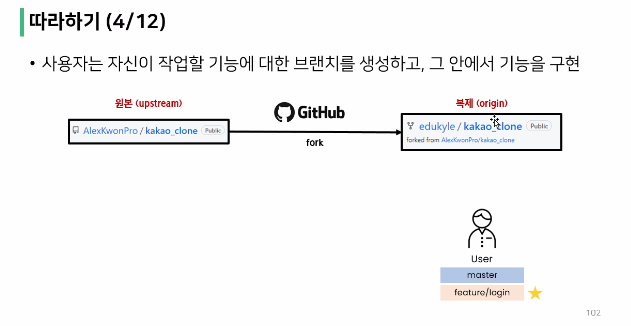 따라하기 (4/12)
• 사용자는 자신이 작업할 기능에 대한 브랜치를 생성하고, 그 안에서 기능을 구현
원본 (upstream)
GitHub
복제 (origin)
AlexKwonPro / kakao_clone Public
fork
edukyle / kakao_clone Public
forked from AlexKwonPro/kakao_clone
User
master
feature/login
102